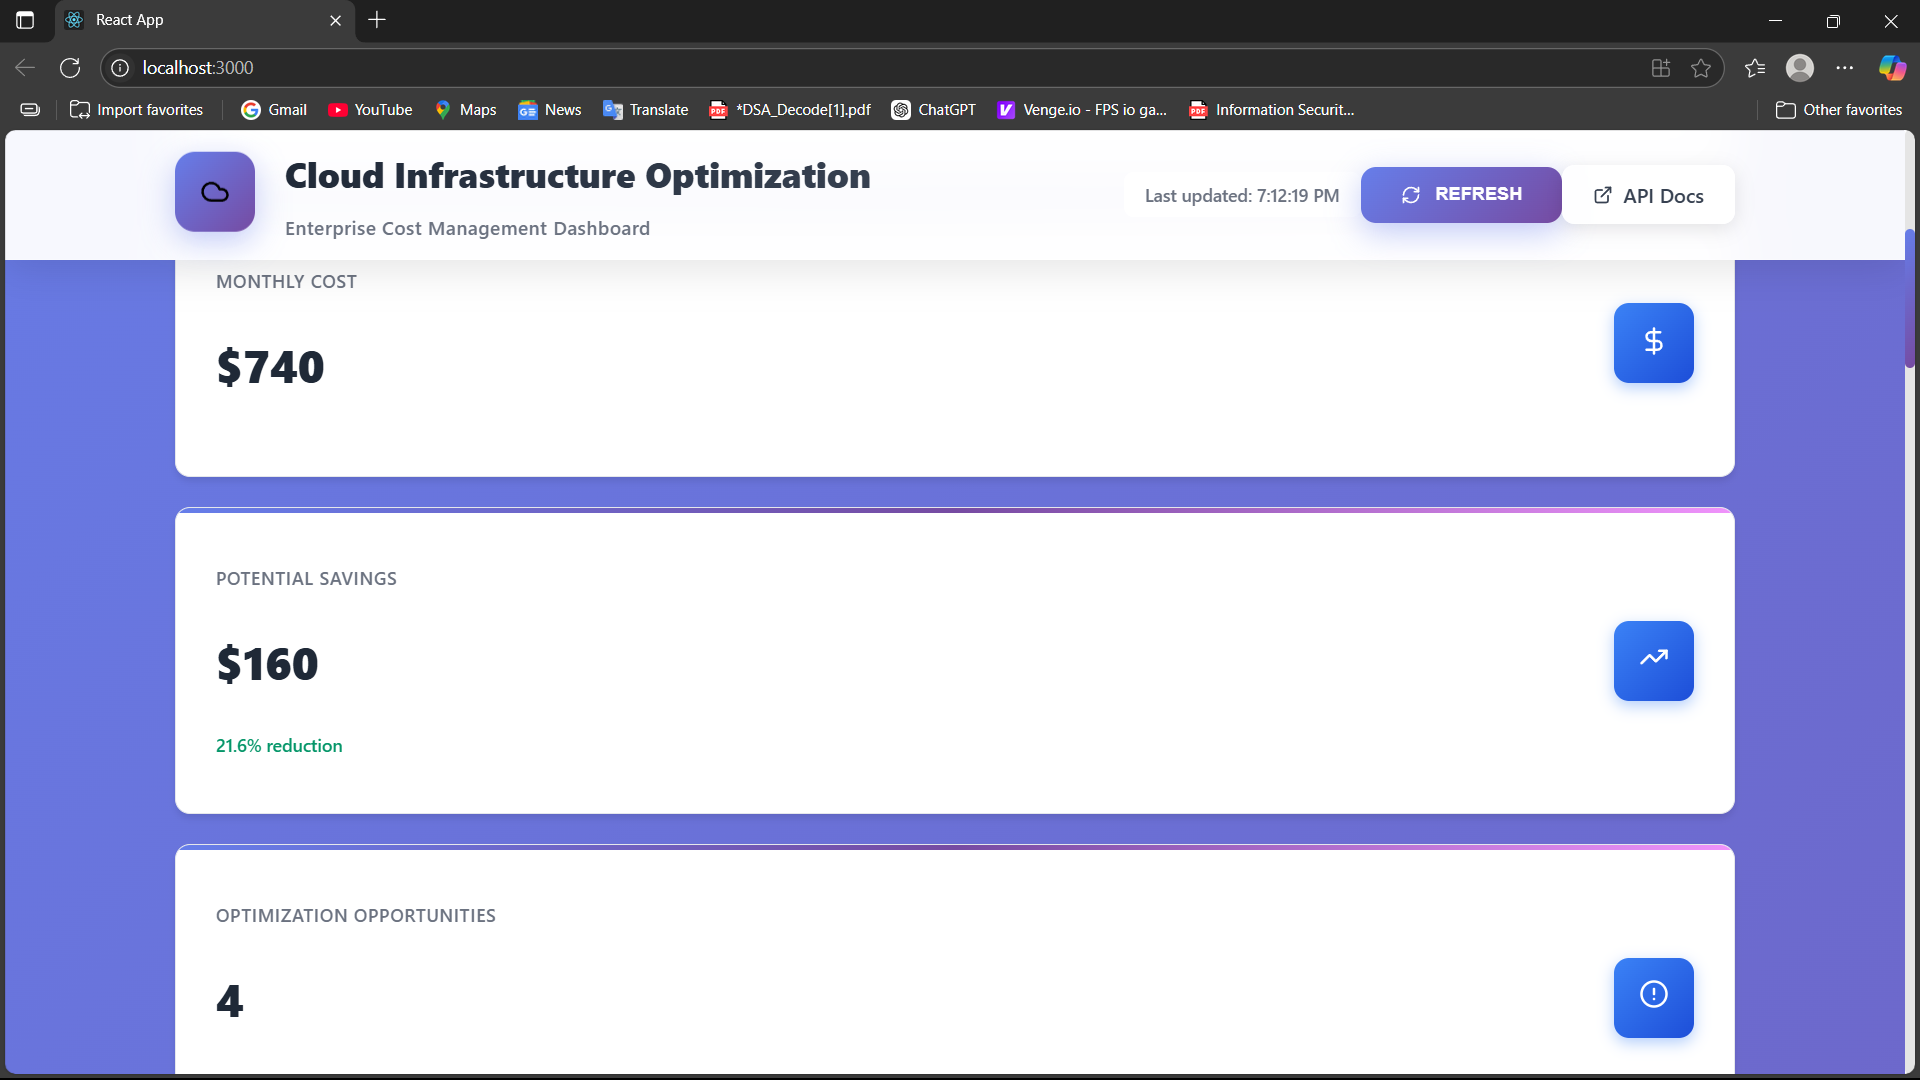 React App
localhost:3000
Import favorites
Gmail
YouTube
Maps
News
Translate
*DSA_Decode[1].pdf
ChatGPT
Venge.io - FPS io ga...
Information Securit...
Other favorites
Cloud Infrastructure Optimization
Enterprise Cost Management Dashboard
Last updated: 7:12:19 PM
REFRESH
API Docs
MONTHLY COST
$740
POTENTIAL SAVINGS
$160
21.6% reduction
OPTIMIZATION OPPORTUNITIES
4